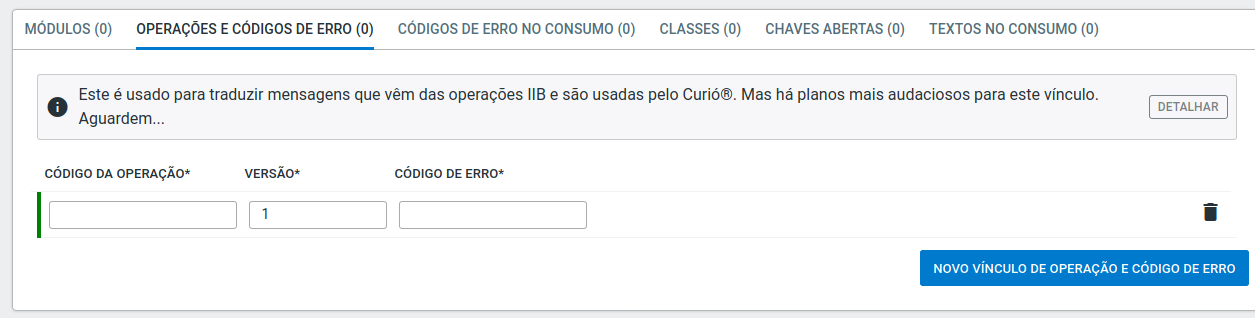 MÓDULOS (0) OPERAÇÕES E CÓDIGOS DE ERRO (0) CÓDIGOS DE ERRO NO CONSUMO (0) CLASSES (0) CHAVES ABERTAS (0) TEXTOS NO CONSUMO (0)
Este é usado para traduzir mensagens que vêm das operações IIB e são usadas pelo Curió®. Mas há planos mais audaciosos para este vínculo.
Aguardem...
DETALHAR
CÓDIGO DA OPERAÇÃO* VERSÃO* CÓDIGO DE ERRO*
1
NOVO VÍNCULO DE OPERAÇÃO E CÓDIGO DE ERRO